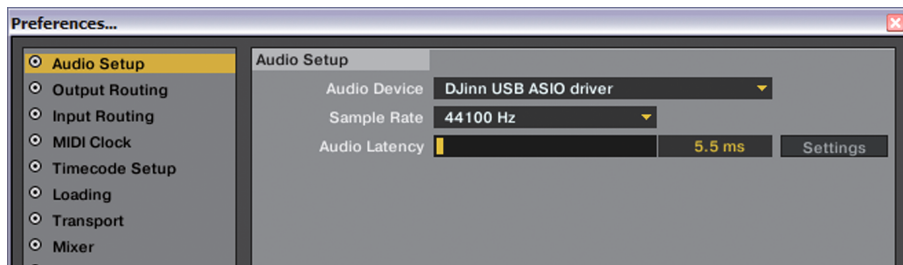 Preferences...
Audio Setup
Output Routing
Input Routing
MIDI Clock
Timecode Setup
Loading
Transport
Mixer
Audio Setup
Audio Device DJinn USB ASIO driver
Sample Rate 44100 Hz
Audio Latency 5.5 ms Settings